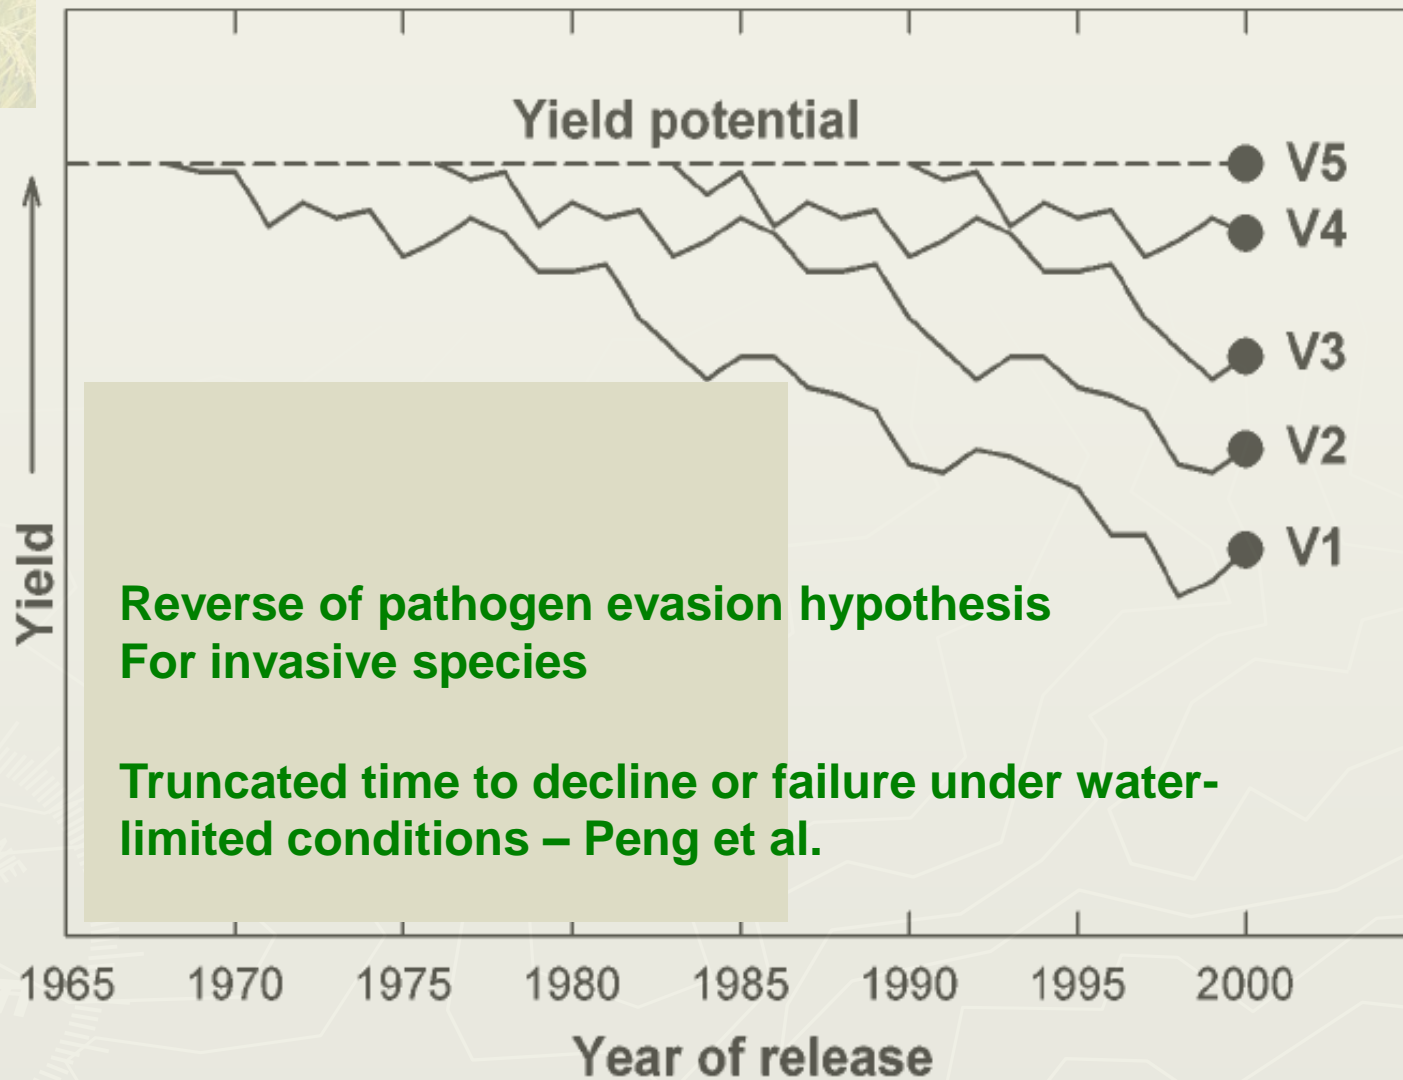 Yield potential
V5
V4
V3
V2
V1
Yield
Reverse of pathogen evasion hypothesis
For invasive species
Truncated time to decline or failure under water-
limited conditions – Peng et al.
1965 1970 1975 1980 1985 1990 1995 2000
Year of release